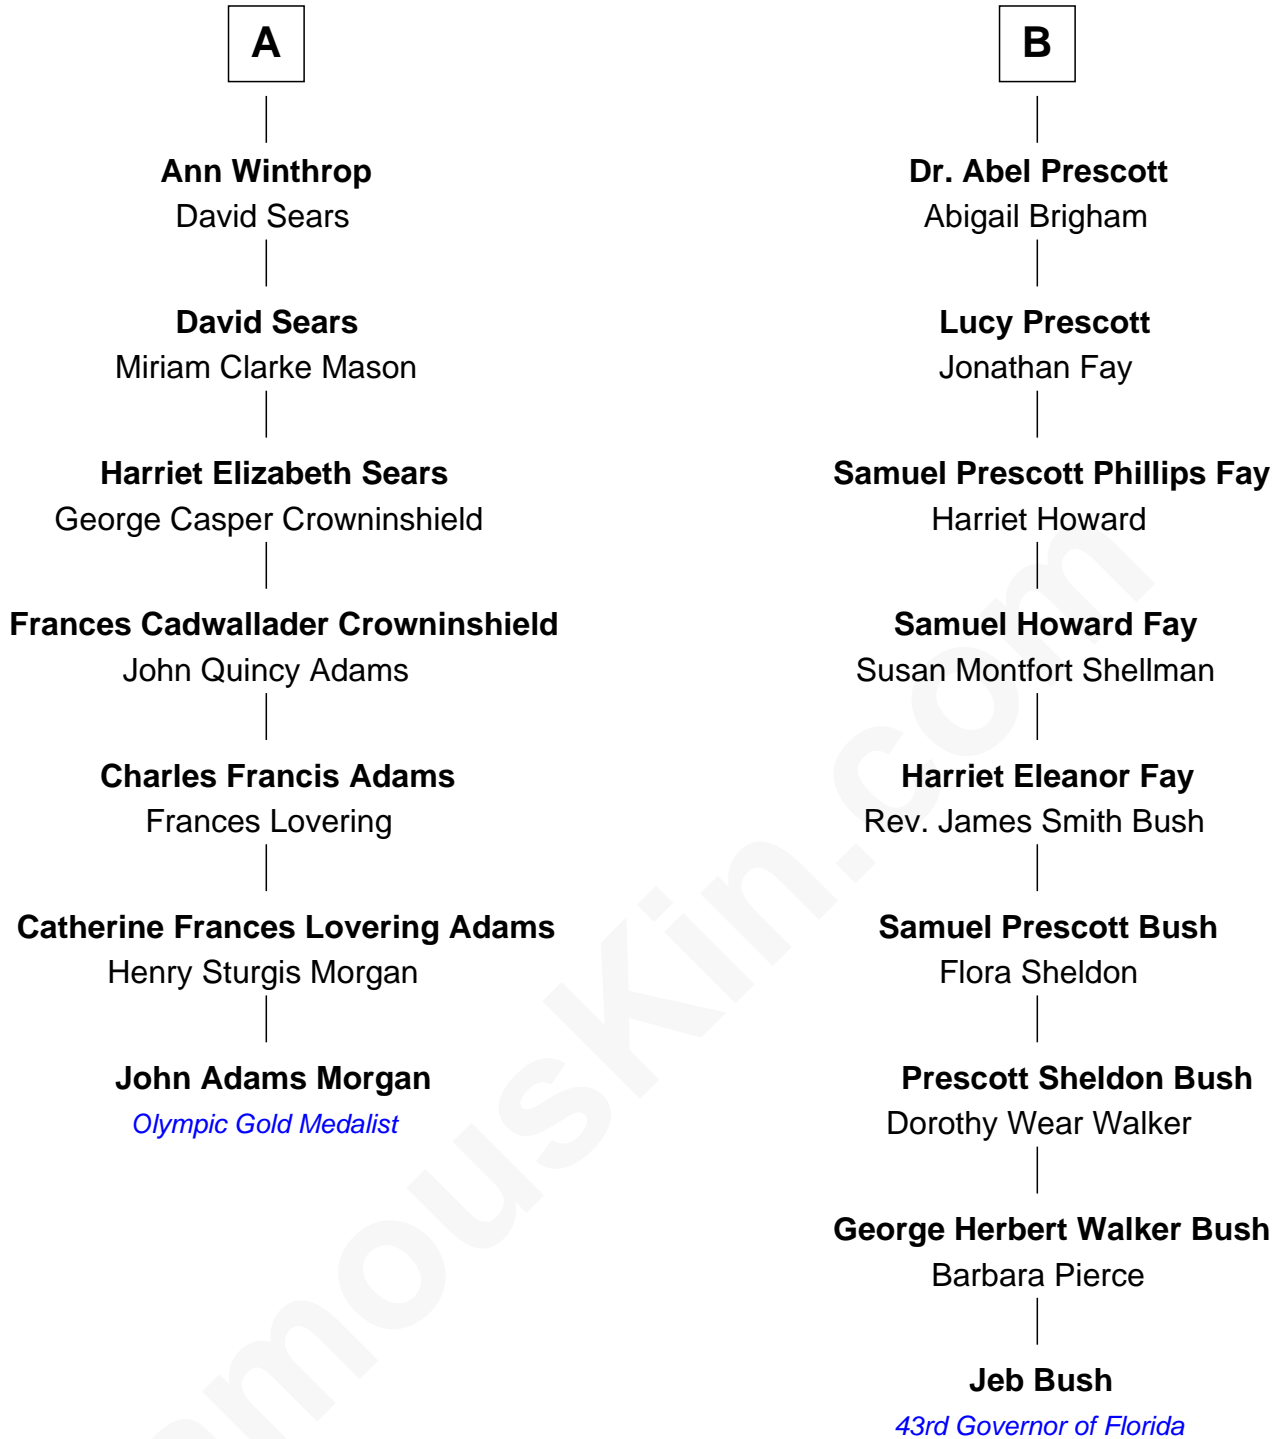 A
Ann Winthrop
David Sears
David Sears
Miriam Clarke Mason
Harriet Elizabeth Sears
George Casper Crowninshield
Frances Cadwallader Crowninshield
John Quincy Adams
Charles Francis Adams
Frances Lovering
Catherine Frances Lovering Adams
Henry Sturgis Morgan
John Adams Morgan
Olympic Gold Medalist
B
Dr. Abel Prescott
Abigail Brigham
Lucy Prescott
Jonathan Fay
Samuel Prescott Phillips Fay
Harriet Howard
Samuel Howard Fay
Susan Montfort Shellman
Harriet Eleanor Fay
Rev. James Smith Bush
Samuel Prescott Bush
Flora Sheldon
Prescott Sheldon Bush
Dorothy Wear Walker
George Herbert Walker Bush
Barbara Pierce
Jeb Bush
43rd Governor of Florida